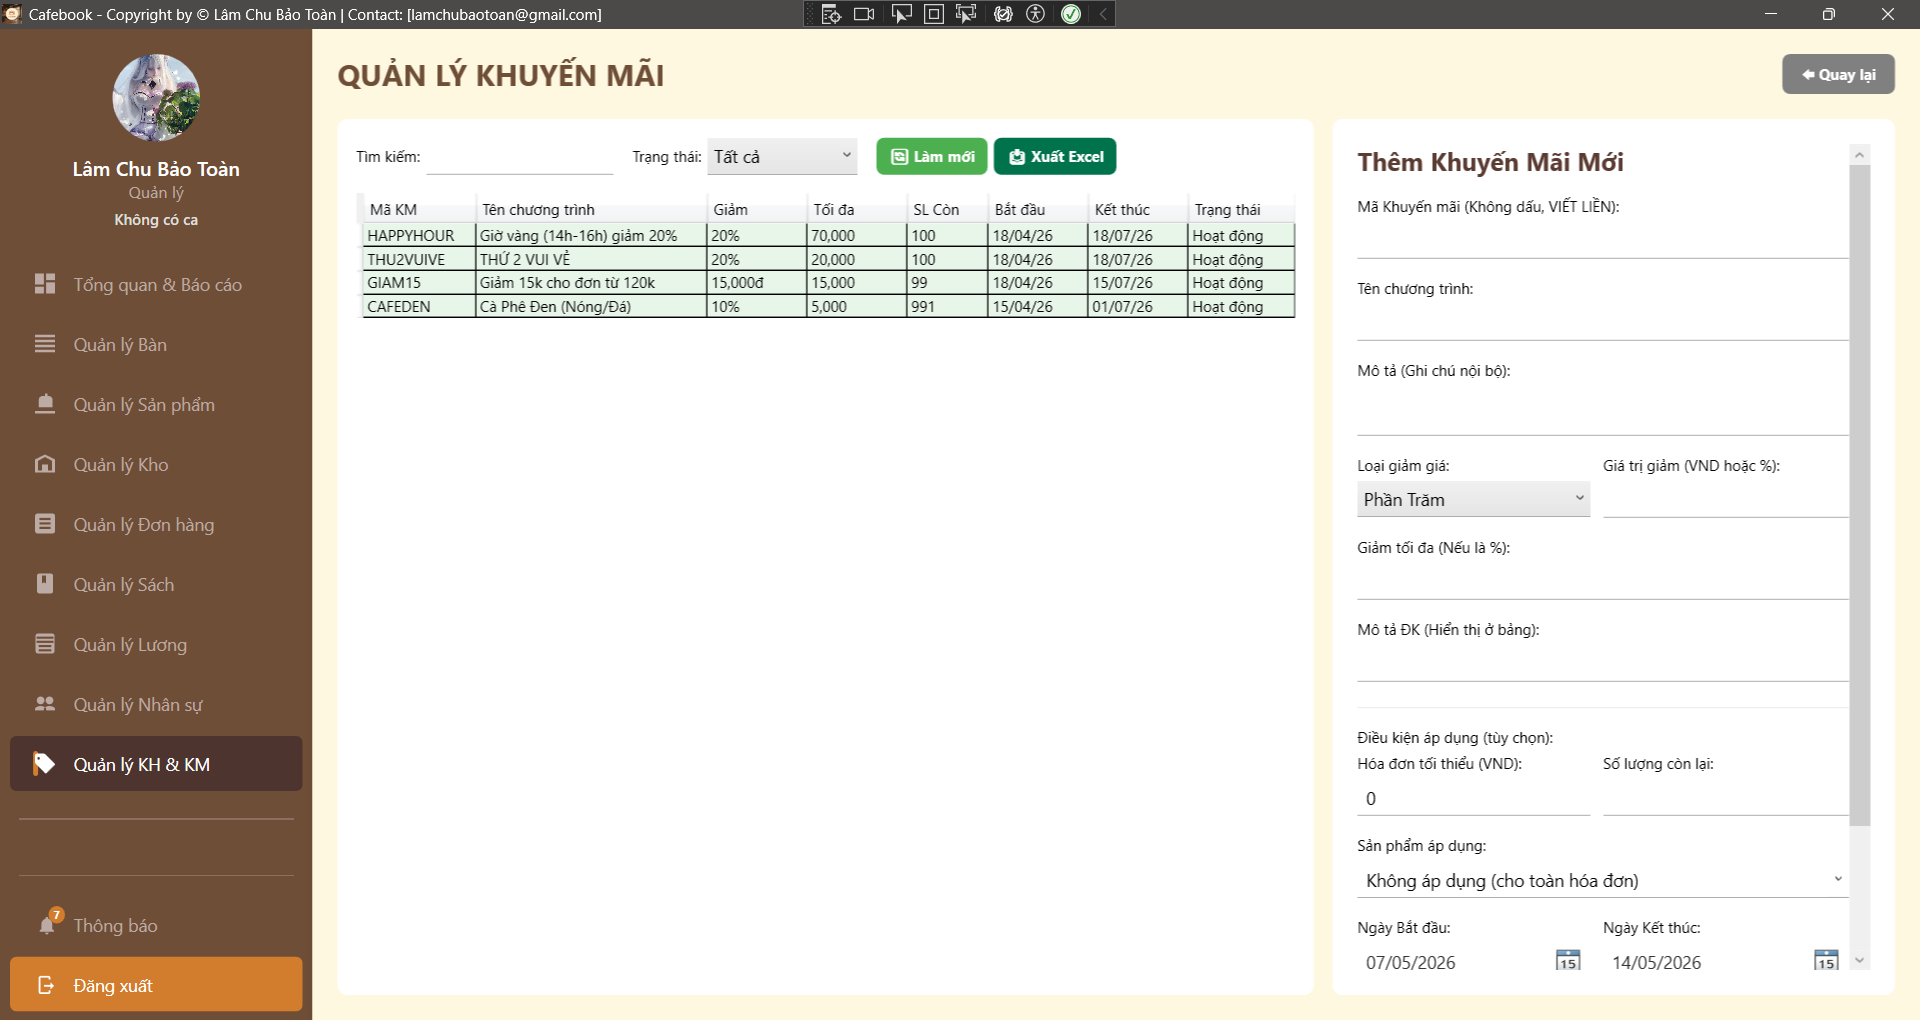 Cafebook - Copyright by © Lâm Chu Bảo Toàn | Contact: [lamchubaotoan@gmail.com]
Lâm Chu Bảo Toàn
Quản lý
Không có ca
Tổng quan & Báo cáo
Quản lý Bàn
Quản lý Sản phẩm
Quản lý Kho
Quản lý Đơn hàng
Quản lý Sách
Quản lý Lương
Quản lý Nhân sự
Quản lý KH & KM
7
Thông báo
Đăng xuất
QUẢN LÝ KHUYẾN MÃI
Quay lại
Tìm kiếm:
Trạng thái: Tất cả
Làm mới
Xuất Excel
Mã KM Tên chương trình Giảm Tối đa SL Còn Bắt đầu Kết thúc Trạng thái
HAPPYHOUR Giờ vàng (14h-16h) giảm 20% 20% 70,000 100 18/04/26 18/07/26 Hoạt động
THU2VUIVE THỨ 2 VUI VẺ 20% 20,000 100 18/04/26 18/07/26 Hoạt động
GIAM15 Giảm 15k cho đơn từ 120k 15,000đ 15,000 99 18/04/26 15/07/26 Hoạt động
CAFEDEN Cà Phê Đen (Nóng/Đá) 10% 5,000 991 15/04/26 01/07/26 Hoạt động
Thêm Khuyến Mãi Mới
Mã Khuyến mãi (Không dấu, VIẾT LIỀN):
Tên chương trình:
Mô tả (Ghi chú nội bộ):
Loại giảm giá: Giá trị giảm (VND hoặc %):
Phần Trăm
Giảm tối đa (Nếu là %):
Mô tả ĐK (Hiển thị ở bảng):
Điều kiện áp dụng (tùy chọn):
Hóa đơn tối thiểu (VND): Số lượng còn lại:
0
Sản phẩm áp dụng:
Không áp dụng (cho toàn hóa đơn)
Ngày Bắt đầu: Ngày Kết thúc:
07/05/2026 15 14/05/2026 15